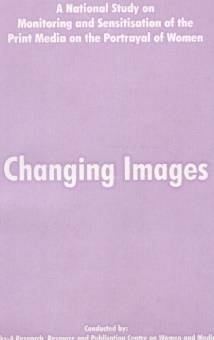 A National Study on
Monitoring and Sensitisation of the
Print Media on the Portrayal of Women
Changing Images
Conducted by:
A Research, Resource and Publication Centre on Women and Media